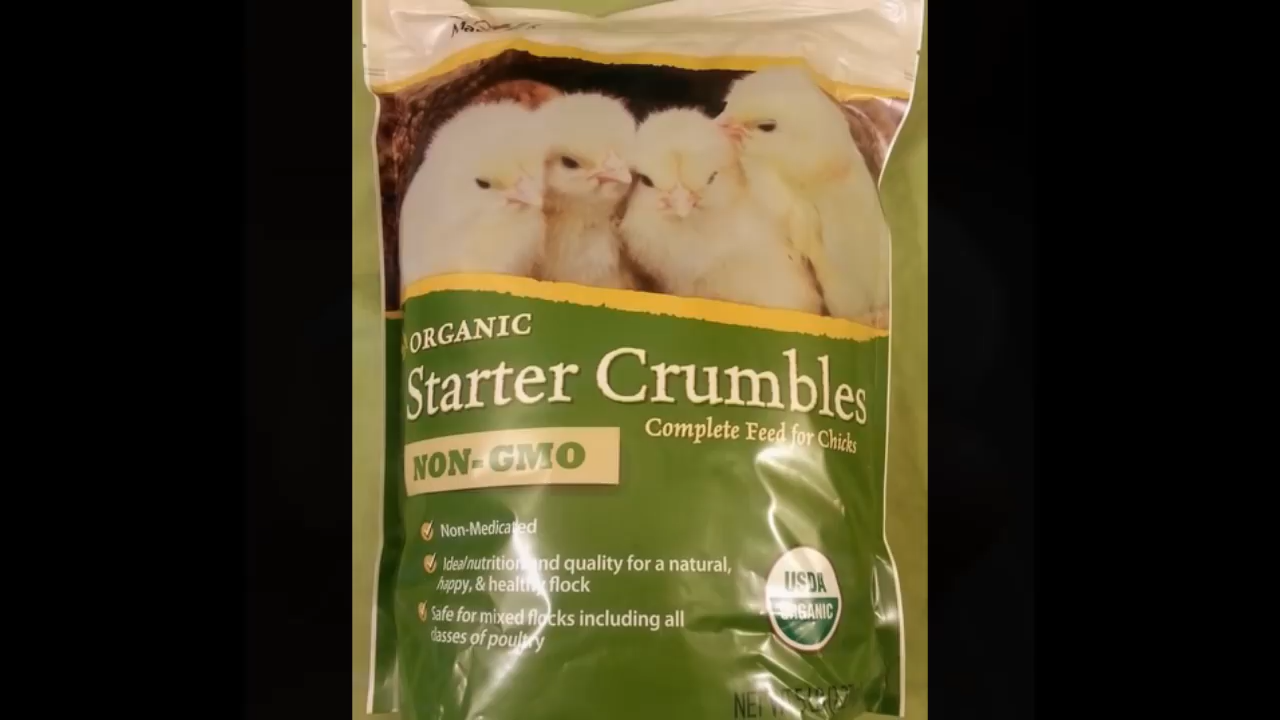 ORGANIC
Starter Crumbles
Complete Feed for Chicks
NON-GMO
Non-Medicated
Ideal nutrition and quality for a natural,
happy, & healthy flock
Safe for mixed flocks including all
classes of poultry
USDA
ORGANIC
NET